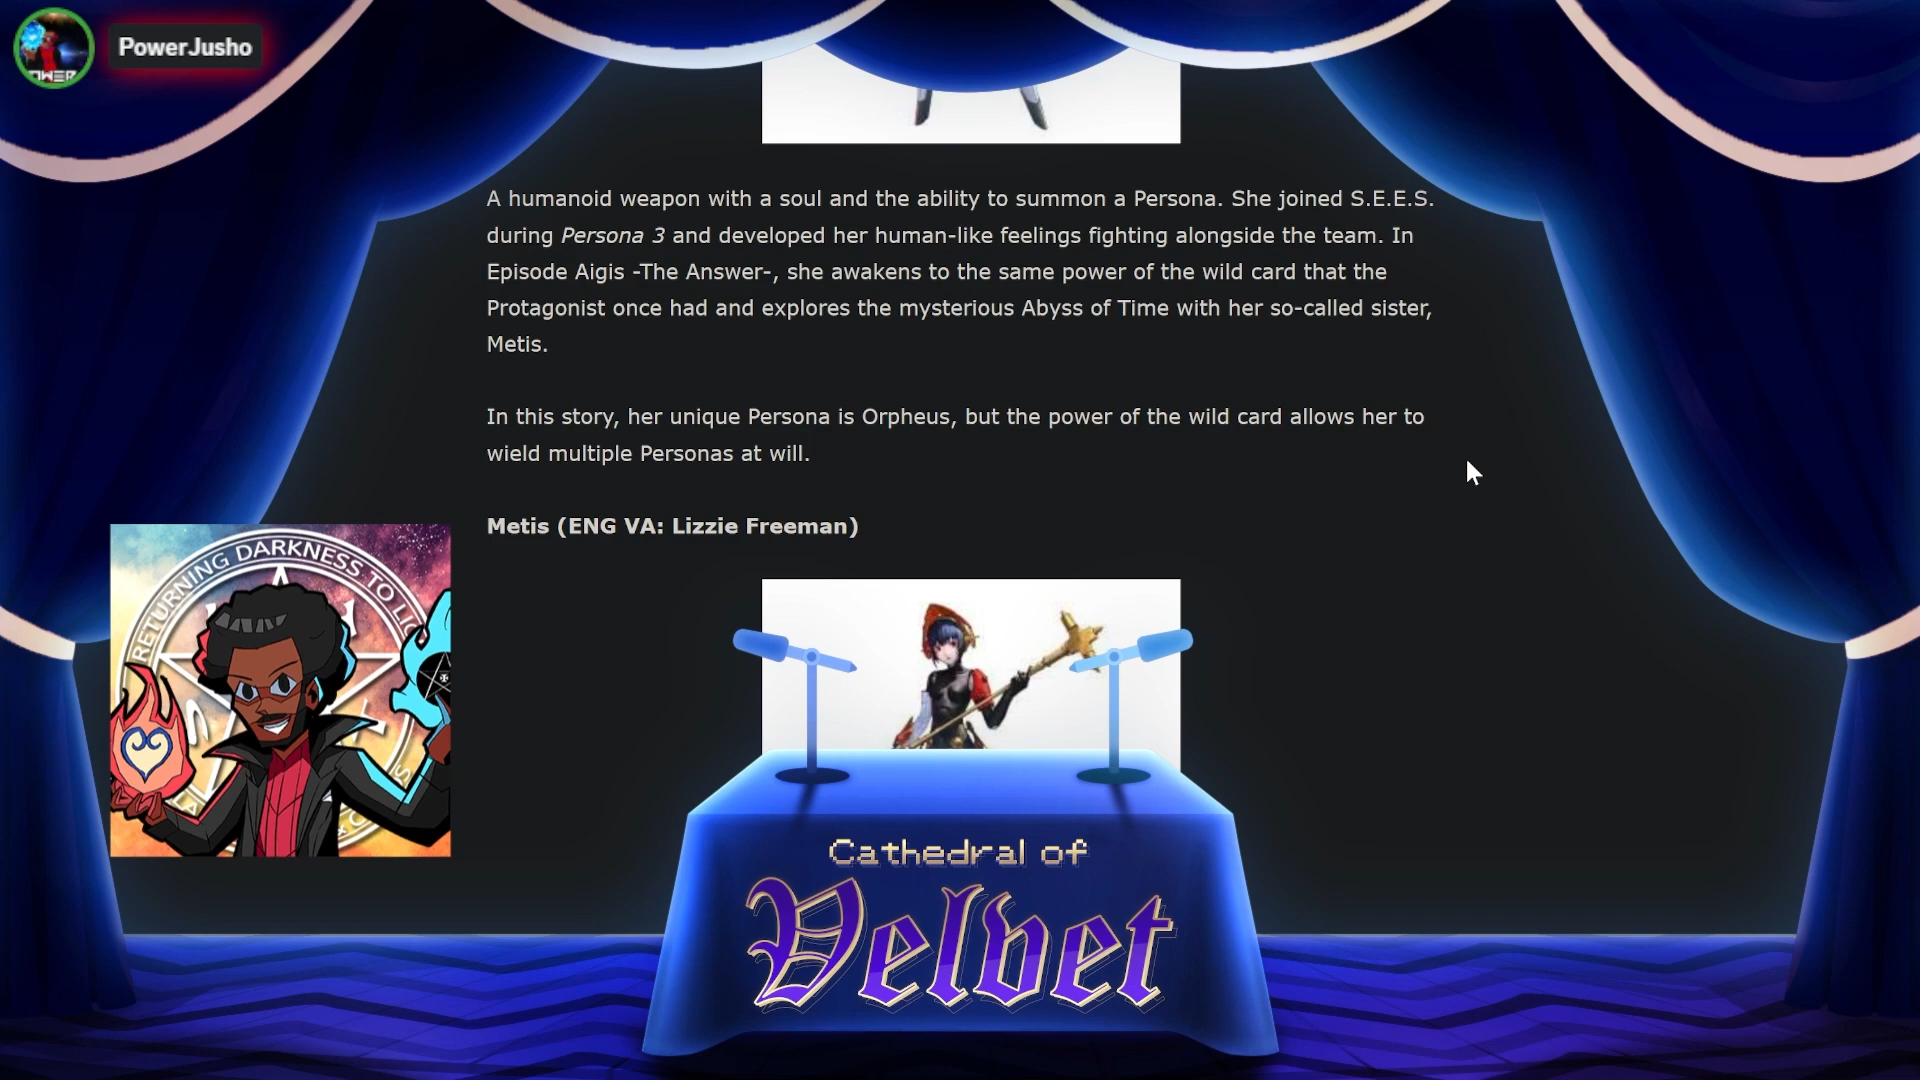 PowerJusho
A humanoid weapon with a soul and the ability to summon a Persona. She joined S.E.E.S.
during Persona 3 and developed her human-like feelings fighting alongside the team. In
Episode Aigis -The Answer-, she awakens to the same power of the wild card that the
Protagonist once had and explores the mysterious Abyss of Time with her so-called sister,
Metis.
In this story, her unique Persona is Orpheus, but the power of the wild card allows her to
wield multiple Personas at will.
Metis (ENG VA: Lizzie Freeman)
RETURNING DARKNESS TO
Cathedral of
Velvet